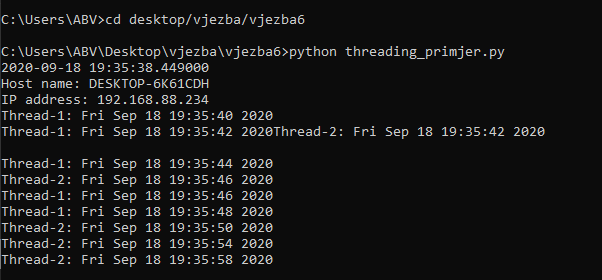 C:\Users\ABV>cd desktop/vjezba/vjezba6
C:\Users\ABV\Desktop\vjezba\vjezba6>python threading_primjer.py
2020-09-18 19:35:38.449000
Host name: DESKTOP-6K61CDH
IP address: 192.168.88.234
Thread-1: Fri Sep 18 19:35:40 2020
Thread-1: Fri Sep 18 19:35:42 2020Thread-2: Fri Sep 18 19:35:42 2020
Thread-1: Fri Sep 18 19:35:44 2020
Thread-2: Fri Sep 18 19:35:46 2020
Thread-1: Fri Sep 18 19:35:46 2020
Thread-1: Fri Sep 18 19:35:48 2020
Thread-2: Fri Sep 18 19:35:50 2020
Thread-2: Fri Sep 18 19:35:54 2020
Thread-2: Fri Sep 18 19:35:58 2020